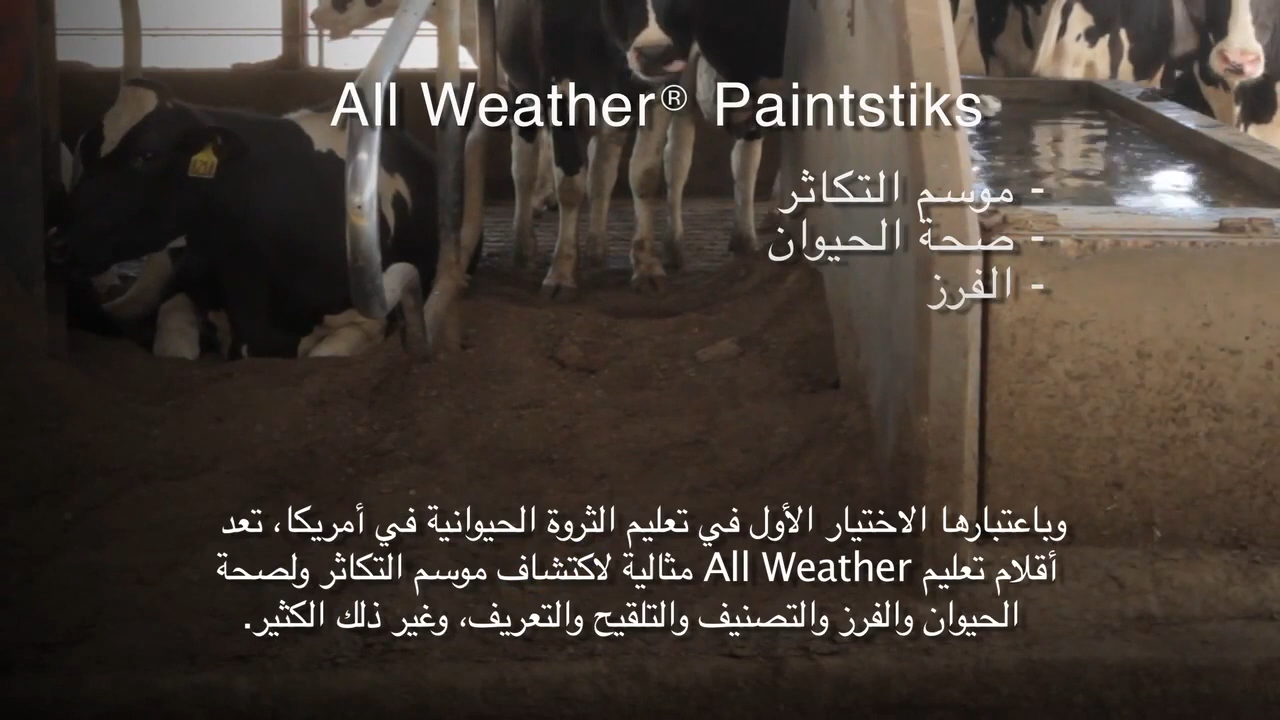 All Weather® Paintstiks
- موسم التكاثر
- صحة الحيوان
- الفرز
وباعتبارها الاختيار الأول في تعليم الثروة الحيوانية في أمريكا، تعد
أقلام تعليم All Weather مثالية لاكتشاف موسم التكاثر ولصحة
الحيوان والفرز والتصنيف والتلقيح والتعريف، وغير ذلك الكثير.